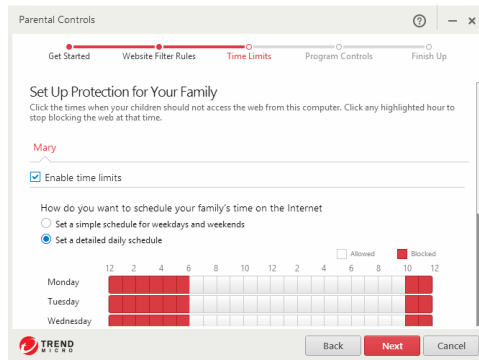 Parental Controls
Get Started Website Filter Rules Time Limits Program Controls Finish Up
Set Up Protection for Your Family
Click the times when your children should not access the web from this computer. Click any highlighted hour to
stop blocking the web at that time.
Mary
Enable time limits
How do you want to schedule your family's time on the Internet
Set a simple schedule for weekdays and weekends
Set a detailed daily schedule
Allowed Blocked
12 2 4 6 8 10 12 2 4 6 8 10 12
Monday
Tuesday
Wednesday
TREND MICRO
Back Next Cancel